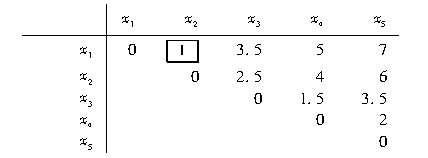 x₁ x₂ x₃ x₄ x₅
x₁ 0 1 3.5 5 7
x₂ 0 2.5 4 6
x₃ 0 1.5 3.5
x₄ 0 2
x₅ 0